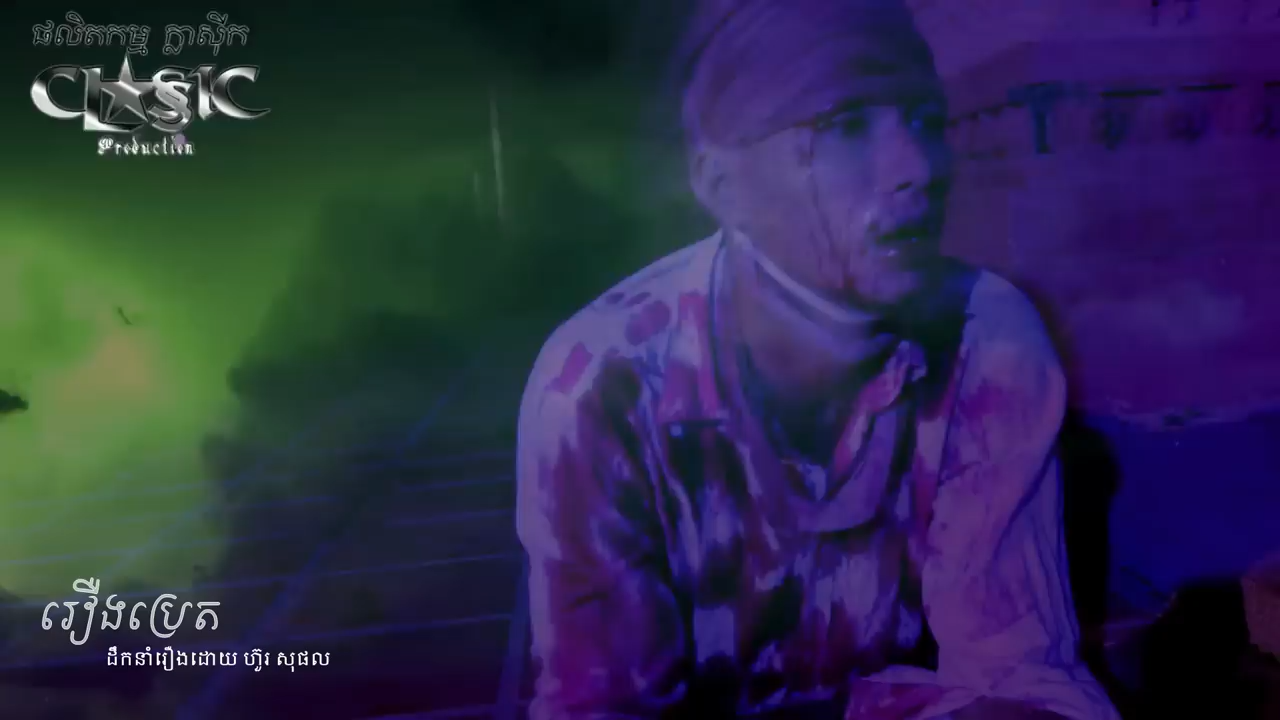 ផលិតកម្ម ក្លាស៊ីក
CLASSIC
Production
រឿងប្រេត
ដឹកនាំរឿងដោយ ហ៊ូរ សុផល